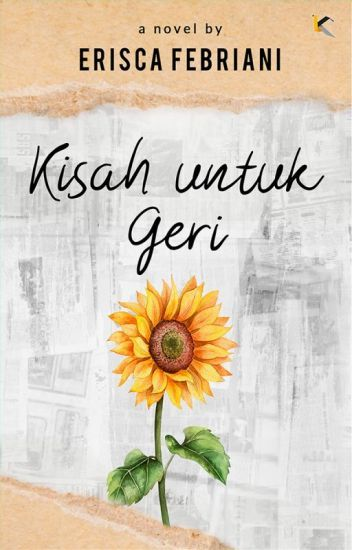 a novel by
ERISCA FEBRIANI
Kisah untuk
Geri